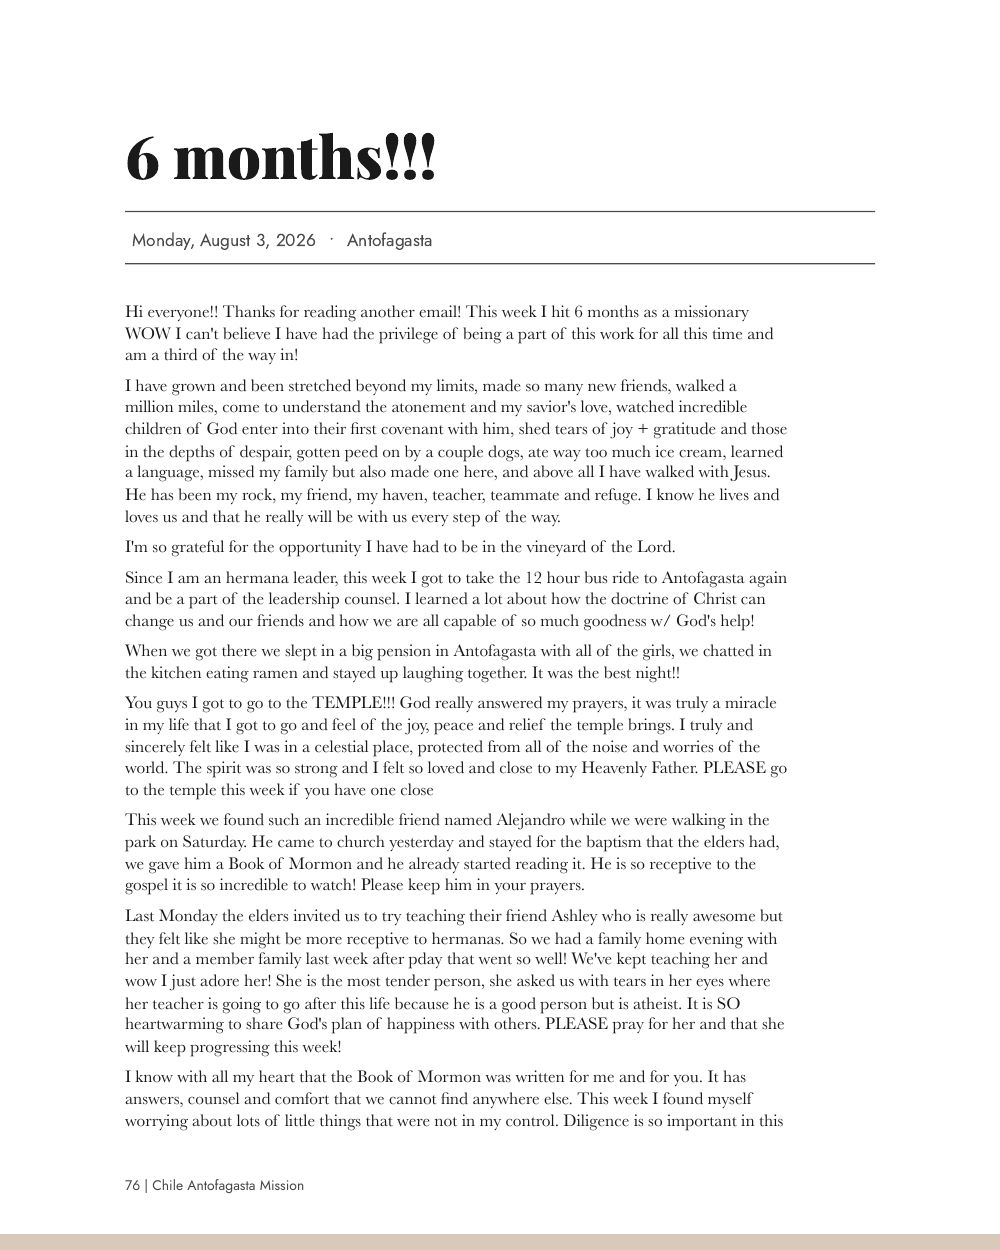 6 months!!!
Monday, August 3, 2026 · Antofagasta
Hi everyone!! Thanks for reading another email! This week I hit 6 months as a missionary
WOW I can't believe I have had the privilege of being a part of this work for all this time and
am a third of the way in!
I have grown and been stretched beyond my limits, made so many new friends, walked a
million miles, come to understand the atonement and my savior's love, watched incredible
children of God enter into their first covenant with him, shed tears of joy + gratitude and those
in the depths of despair, gotten peed on by a couple dogs, ate way too much ice cream, learned
a language, missed my family but also made one here, and above all I have walked with Jesus.
He has been my rock, my friend, my haven, teacher, teammate and refuge. I know he lives and
loves us and that he really will be with us every step of the way.
I'm so grateful for the opportunity I have had to be in the vineyard of the Lord.
Since I am an hermana leader, this week I got to take the 12 hour bus ride to Antofagasta again
and be a part of the leadership counsel. I learned a lot about how the doctrine of Christ can
change us and our friends and how we are all capable of so much goodness w/ God's help!
When we got there we slept in a big pension in Antofagasta with all of the girls, we chatted in
the kitchen eating ramen and stayed up laughing together. It was the best night!!
You guys I got to go to the TEMPLE!!! God really answered my prayers, it was truly a miracle
in my life that I got to go and feel of the joy, peace and relief the temple brings. I truly and
sincerely felt like I was in a celestial place, protected from all of the noise and worries of the
world. The spirit was so strong and I felt so loved and close to my Heavenly Father. PLEASE go
to the temple this week if you have one close
This week we found such an incredible friend named Alejandro while we were walking in the
park on Saturday. He came to church yesterday and stayed for the baptism that the elders had,
we gave him a Book of Mormon and he already started reading it. He is so receptive to the
gospel it is so incredible to watch! Please keep him in your prayers.
Last Monday the elders invited us to try teaching their friend Ashley who is really awesome but
they felt like she might be more receptive to hermanas. So we had a family home evening with
her and a member family last week after pday that went so well! We've kept teaching her and
wow I just adore her! She is the most tender person, she asked us with tears in her eyes where
her teacher is going to go after this life because he is a good person but is atheist. It is SO
heartwarming to share God's plan of happiness with others. PLEASE pray for her and that she
will keep progressing this week!
I know with all my heart that the Book of Mormon was written for me and for you. It has
answers, counsel and comfort that we cannot find anywhere else. This week I found myself
worrying about lots of little things that were not in my control. Diligence is so important in this
76 | Chile Antofagasta Mission